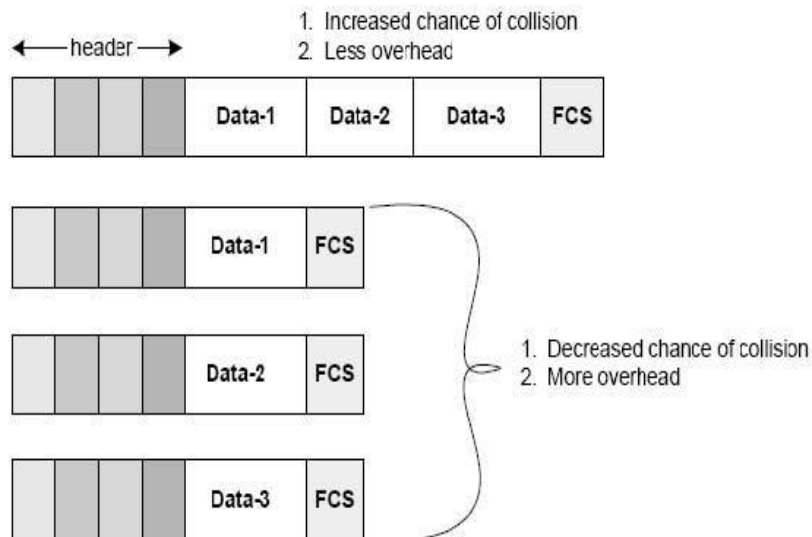 1. Increased chance of collision
header
2. Less overhead
Data-1 Data-2 Data-3 FCS
Data-1 FCS
Data-2 FCS
1. Decreased chance of collision
2. More overhead
Data-3 FCS